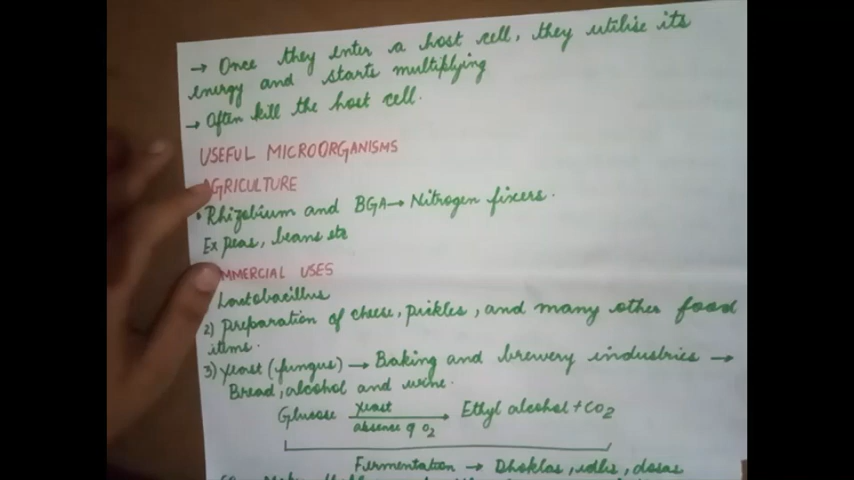 → Once they enter a host cell, they utilise its
energy and starts multiplying
→ Often kill the host cell.
USEFUL MICROORGANISMS
AGRICULTURE
• Rhizobium and BGA → Nitrogen fixers.
Ex peas, beans etc
MMERCIAL USES
Lactobacillus
2) Preparation of cheese, pickles, and many other food
items.
3) Yeast (fungus) → Baking and brewery industries →
Bread, alcohol and wine.
Glucose yeast absence of O2 → Ethyl alcohol + CO2
Fermentation → Dhoklas, idlis, dosas